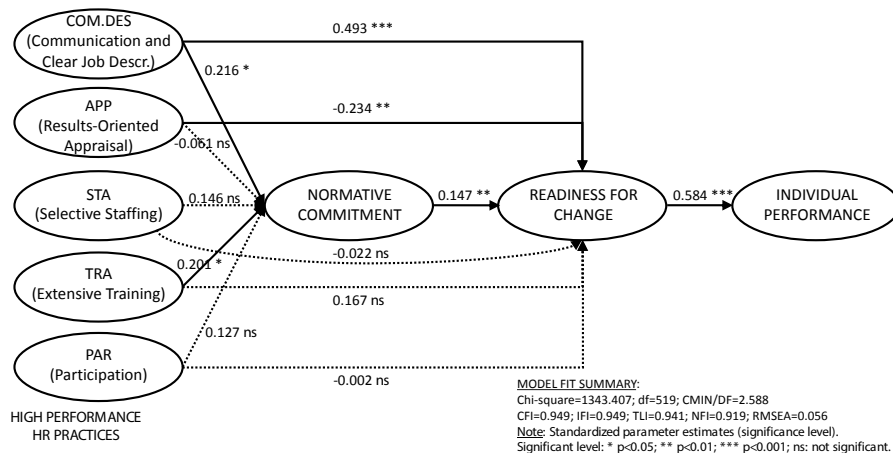 COM.DES
(Communication and
Clear Job Descr.)
0.493 ***
0.216 *
APP
(Results-Oriented
Appraisal)
-0.234 **
-0.061 ns
STA
(Selective Staffing)
0.146 ns
NORMATIVE
COMMITMENT
0.147 **
READINESS FOR
CHANGE
0.584 ***
INDIVIDUAL
PERFORMANCE
-0.022 ns
0.201 *
TRA
(Extensive Training)
0.167 ns
0.127 ns
PAR
(Participation)
-0.002 ns
HIGH PERFORMANCE
HR PRACTICES
MODEL FIT SUMMARY:
Chi-square=1343.407; df=519; CMIN/DF=2.588
CFI=0.949; IFI=0.949; TLI=0.941; NFI=0.919; RMSEA=0.056
Note: Standardized parameter estimates (significance level).
Significant level: * p<0.05; ** p<0.01; *** p<0.001; ns: not significant.